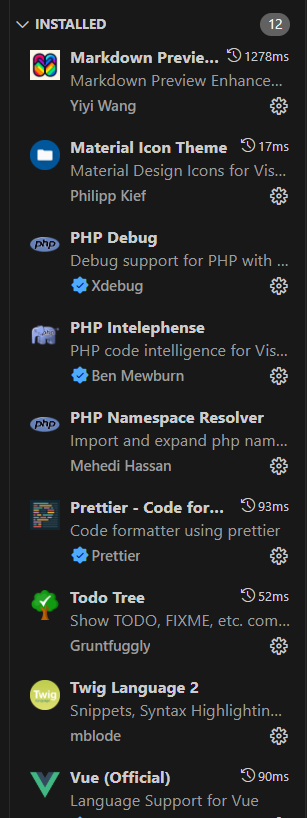 INSTALLED 12
Markdown Previe... 1278ms
Markdown Preview Enhance...
Yiyi Wang
Material Icon Theme 17ms
Material Design Icons for Vis...
Philipp Kief
php PHP Debug
Debug support for PHP with ...
Xdebug
php PHP Intelephense
PHP code intelligence for Vis...
Ben Mewburn
php PHP Namespace Resolver
Import and expand php nam...
Mehedi Hassan
Prettier - Code for... 93ms
Code formatter using prettier
Prettier
Todo Tree 52ms
Show TODO, FIXME, etc. com...
Gruntfuggly
Twig Twig Language 2
Snippets, Syntax Highlightin...
mblode
Vue (Official) 90ms
Language Support for Vue